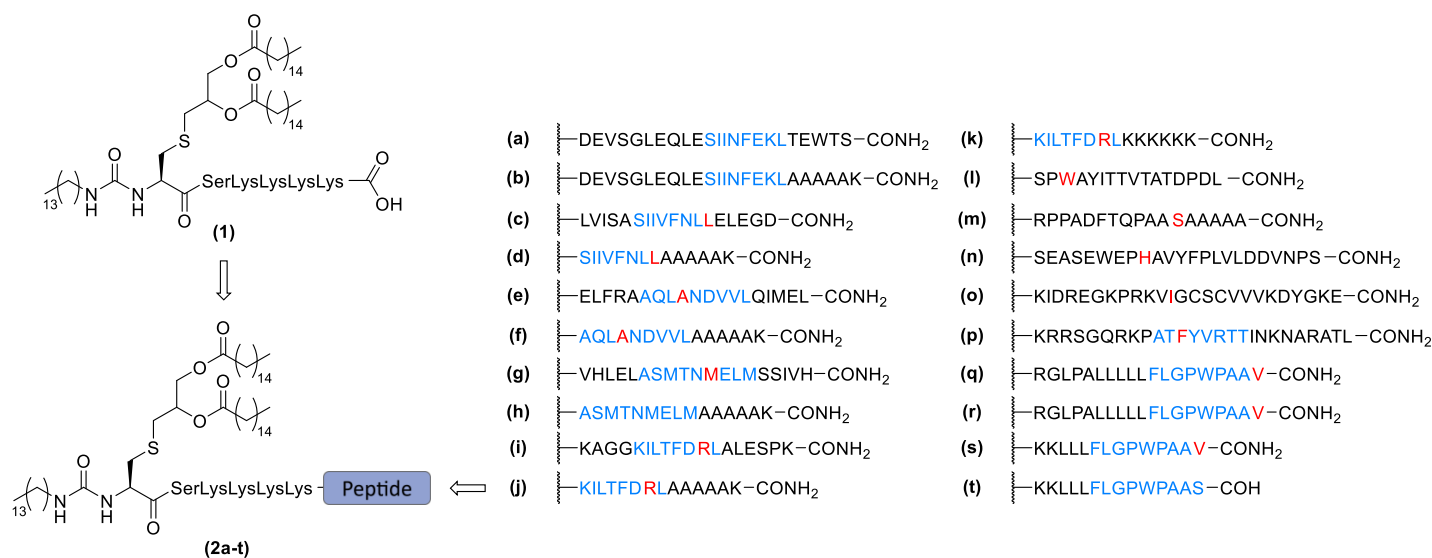 O
O
14
O
O
14
S
O
N
H
N
H
13
O
SerLysLysLysLys
O
OH
(1)
O
O
14
O
O
14
S
O
N
H
N
H
13
O
SerLysLysLysLys
Peptide
(2a-t)
(a) DEVSGLEQLESIINFEKLTEWTS–CONH2
(b) DEVSGLEQLESIINFEKLAAAAAK–CONH2
(c) LVISASIIVFNLLELEGD–CONH2
(d) SIIVFNLLAAAAAK–CONH2
(e) ELFRAAQLANDVVLQIMEL–CONH2
(f) AQLANDVVLAAAAAK–CONH2
(g) VHLELASMTNMELMSSIVH–CONH2
(h) ASMTNMELMAAAAAK–CONH2
(i) KAGGKILTFDRLALESPK–CONH2
(j) KILTFDRLAAAAAK–CONH2
(k) KILTFDRLKKKKKK–CONH2
(l) SPWAYITTVTATDPDL–CONH2
(m) RPPADFTQPAASAAAAA–CONH2
(n) SEASEWEPHAVYFPLVLDDVNPS–CONH2
(o) KIDREGKPRKVIGCSCVVVKDYGKE–CONH2
(p) KRRSGQRKPATFYVRTTINKNARATL–CONH2
(q) RGLPALLLLLFLGPWPAAV–CONH2
(r) RGLPALLLLLFLGPWPAAV–CONH2
(s) KKLLLFLGPWPAAV–CONH2
(t) KKLLLFLGPWPAAS–COH